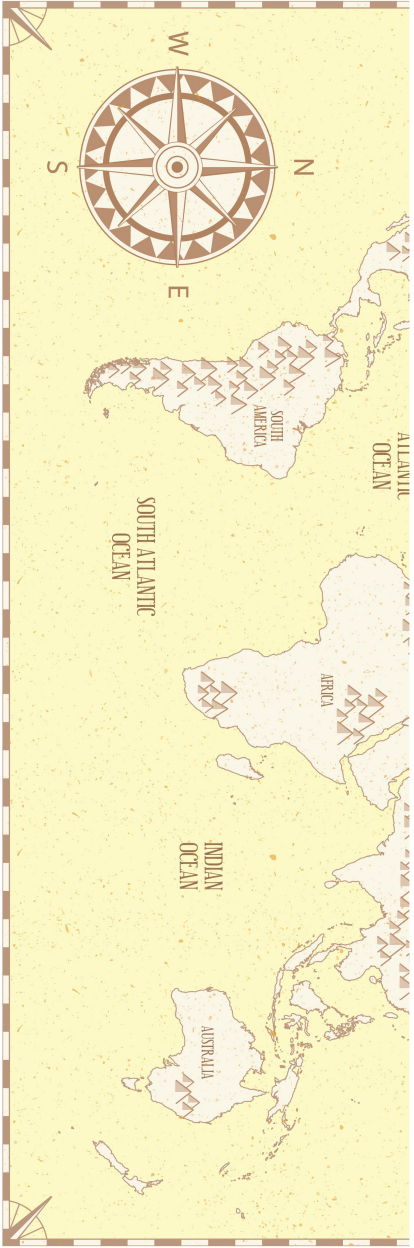 W
N
S
E
SOUTH
AMERICA
ATLANTIC
OCEAN
SOUTH ATLANTIC
OCEAN
AFRICA
INDIAN
OCEAN
AUSTRALIA